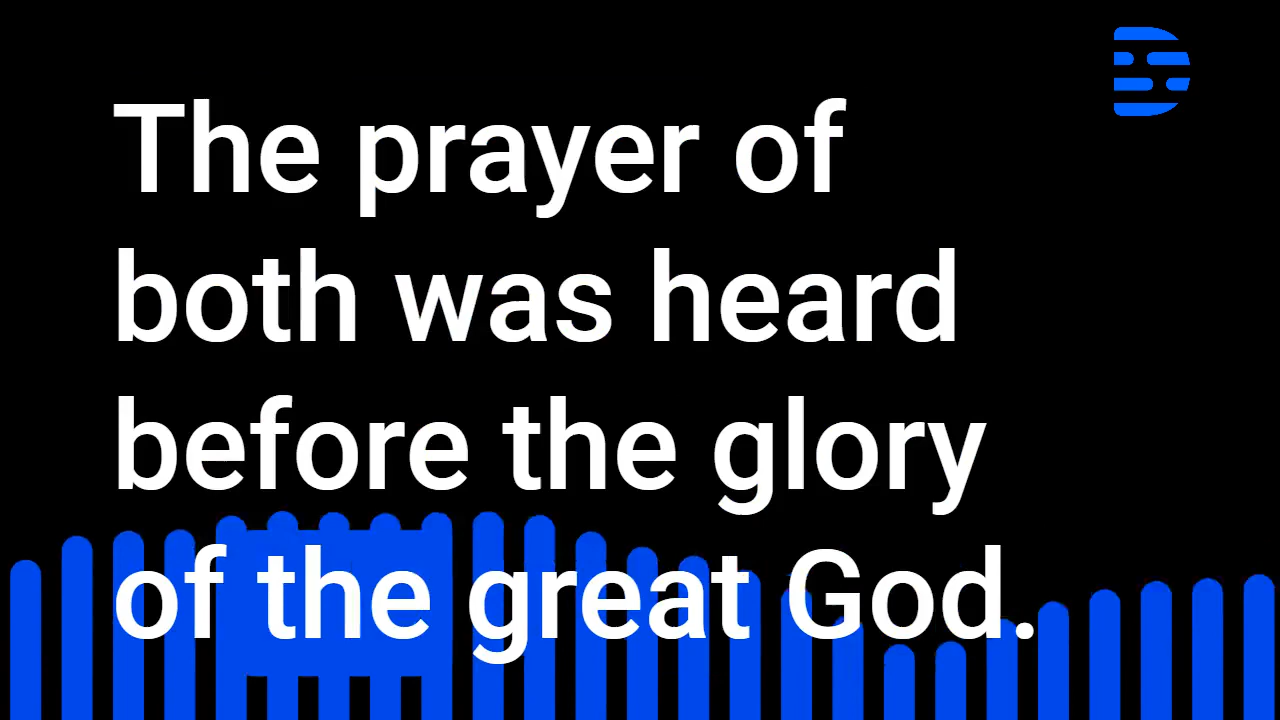 The prayer of
both was heard
before the glory
of the great God.